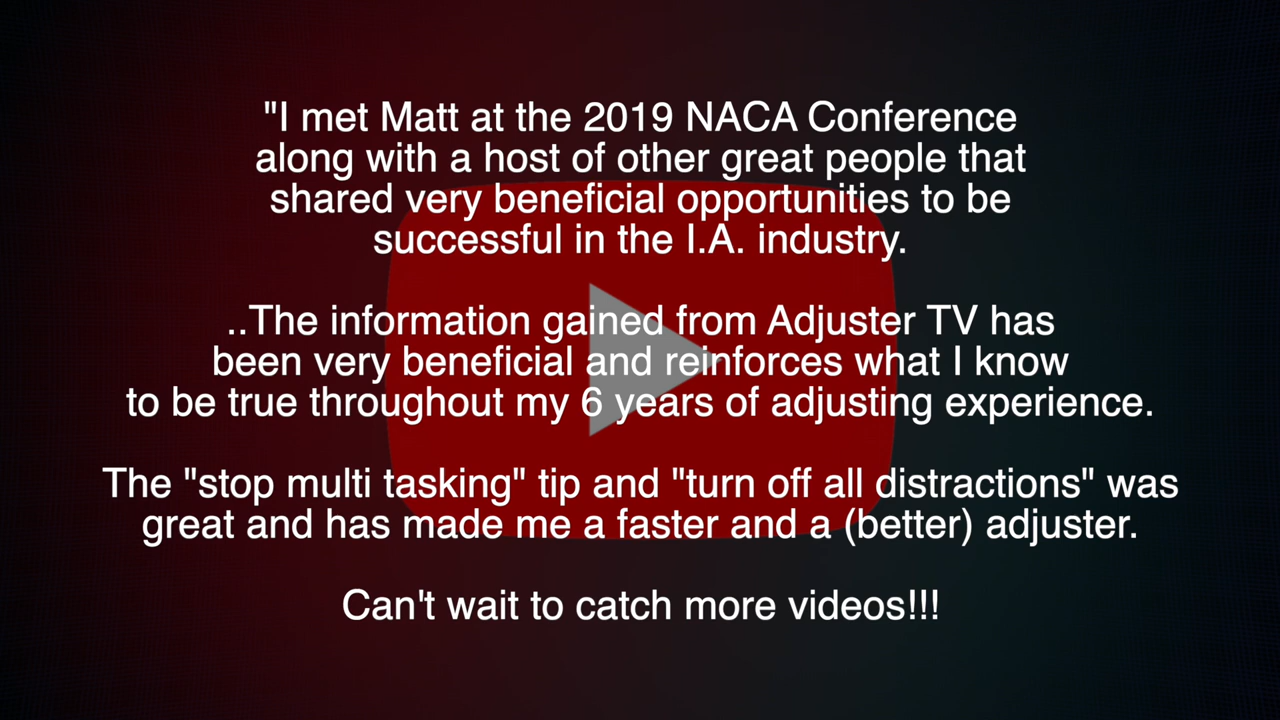 "I met Matt at the 2019 NACA Conference
along with a host of other great people that
shared very beneficial opportunities to be
successful in the I.A. industry.
..The information gained from Adjuster TV has
been very beneficial and reinforces what I know
to be true throughout my 6 years of adjusting experience.
The "stop multi tasking" tip and "turn off all distractions" was
great and has made me a faster and a (better) adjuster.
Can't wait to catch more videos!!!